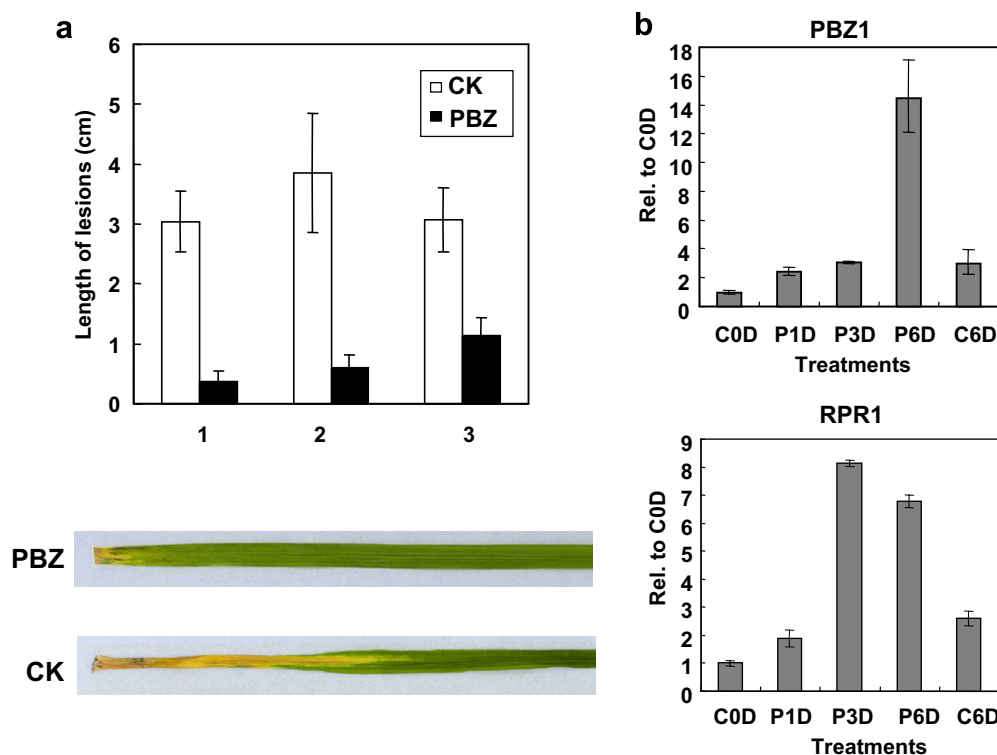 a
Length of lesions (cm)
6
5
4
3
2
1
0
CK
PBZ
1 2 3
PBZ
CK
b
PBZ1
Rel. to C0D
18
16
14
12
10
8
6
4
2
0
C0D P1D P3D P6D C6D
Treatments
RPR1
Rel. to C0D
9
8
7
6
5
4
3
2
1
0
C0D P1D P3D P6D C6D
Treatments